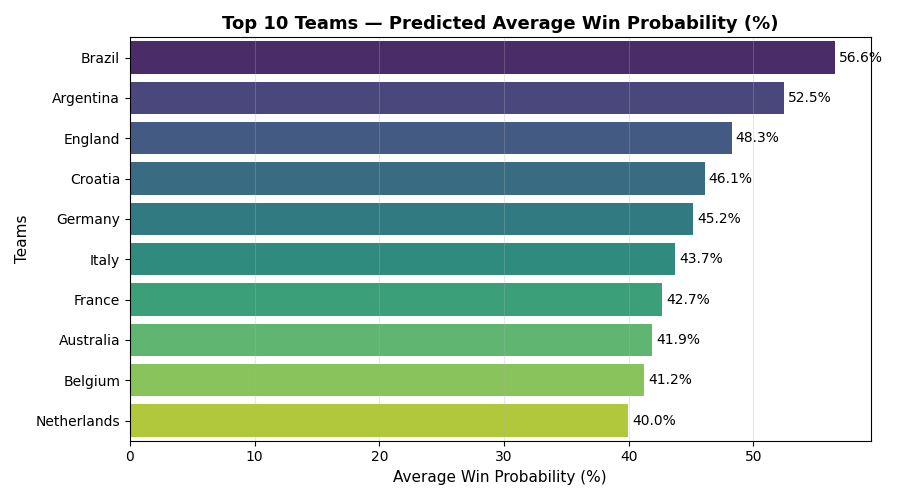 Top 10 Teams — Predicted Average Win Probability (%)
Teams
Brazil 56.6%
Argentina 52.5%
England 48.3%
Croatia 46.1%
Germany 45.2%
Italy 43.7%
France 42.7%
Australia 41.9%
Belgium 41.2%
Netherlands 40.0%
0 10 20 30 40 50
Average Win Probability (%)